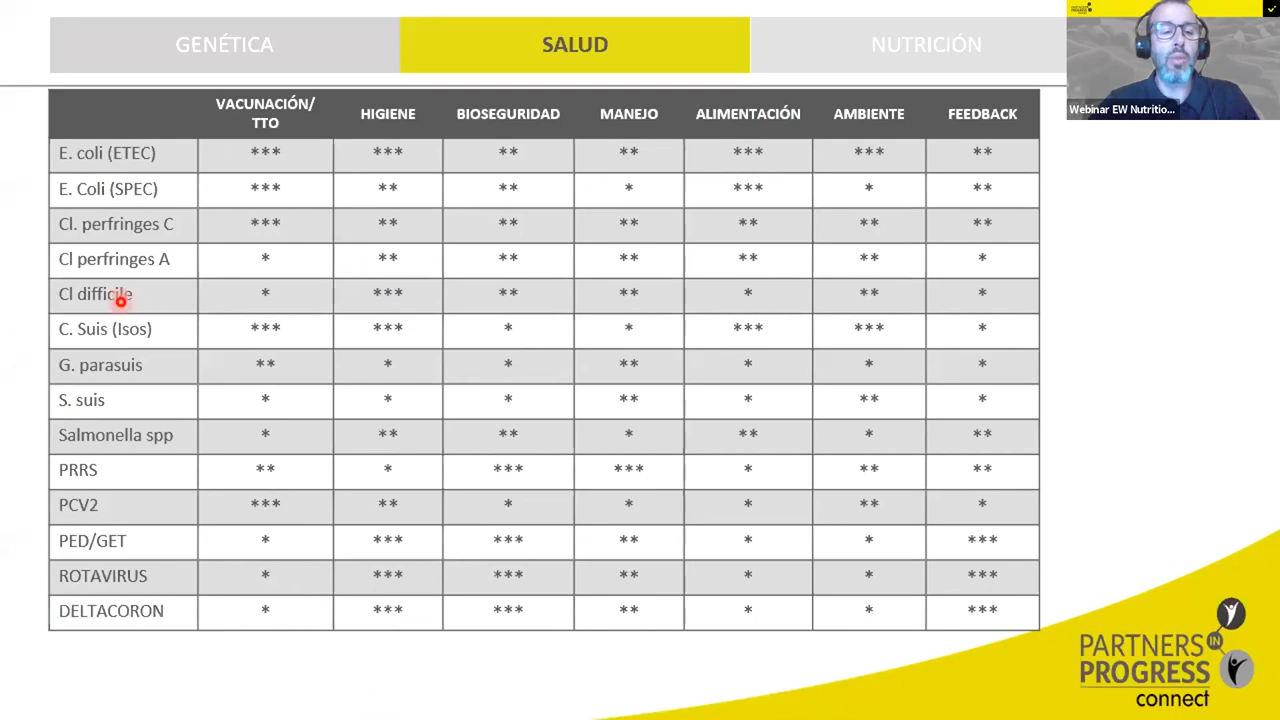 GENÉTICA SALUD NUTRICIÓN
Webinar EW Nutritio...
VACUNACIÓN/ TTO HIGIENE BIOSEGURIDAD MANEJO ALIMENTACIÓN AMBIENTE FEEDBACK
E. coli (ETEC) *** *** ** ** *** *** **
E. Coli (SPEC) *** ** ** * *** * **
Cl. perfringes C *** ** ** ** ** ** **
Cl perfringes A * ** ** ** ** ** *
Cl difficile * *** ** ** * ** *
C. Suis (Isos) *** *** * * *** *** *
G. parasuis ** * * ** * * *
S. suis * * * ** * ** *
Salmonella spp * ** ** * ** * **
PRRS ** * *** *** * ** **
PCV2 *** ** * * * ** *
PED/GET * *** *** ** * * ***
ROTAVIRUS * *** *** ** * * ***
DELTACORON * *** *** ** * * ***
PARTNERS IN
PROGRESS
connect